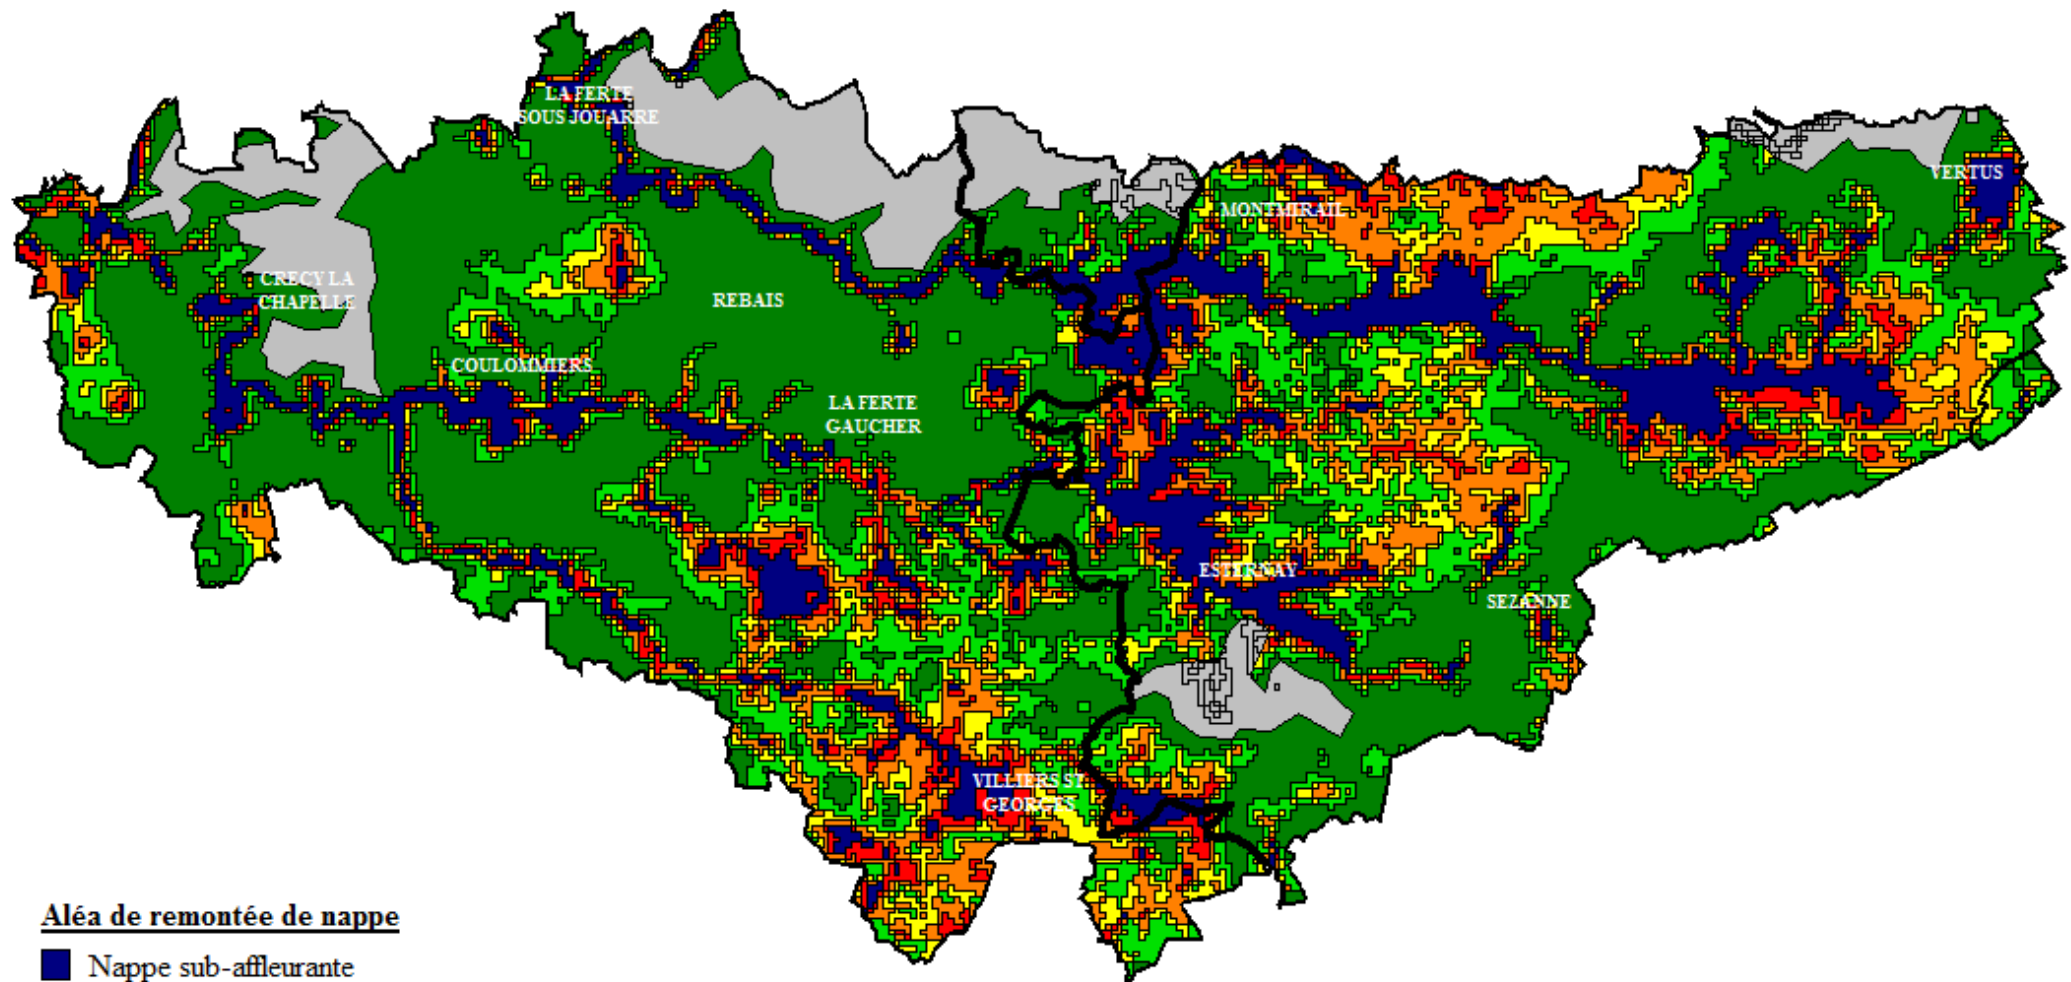 LA FERTE
SOUS JOUARRE
VERTUS
MONTMIRAIL
CRECY LA
CHAPELLE
REBAIS
COULOMMIERS
LA FERTE
GAUCHER
ESTERNAY
SEZANNE
VILLIERS ST
GEORGES
Aléa de remontée de nappe
Nappe sub-affleurante